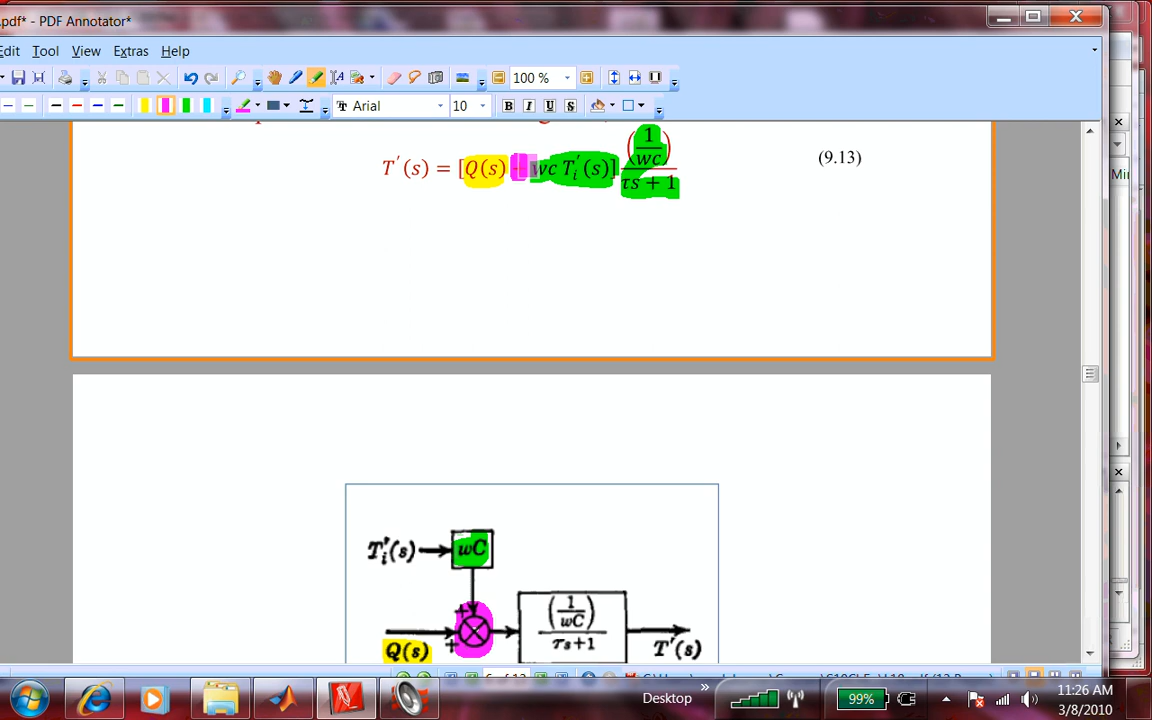 .pdf* - PDF Annotator*
Edit Tool View Extras Help
100 %
Arial 10 B I U S
T′(s) = [Q(s) + wc T′i(s)] (1/wc)/(τs + 1) (9.13)
Mir
T′i(s) wC
+
Q(s) + (1/wC)/(τs+1) T′(s)
Desktop » 99% 11:26 AM
3/8/2010